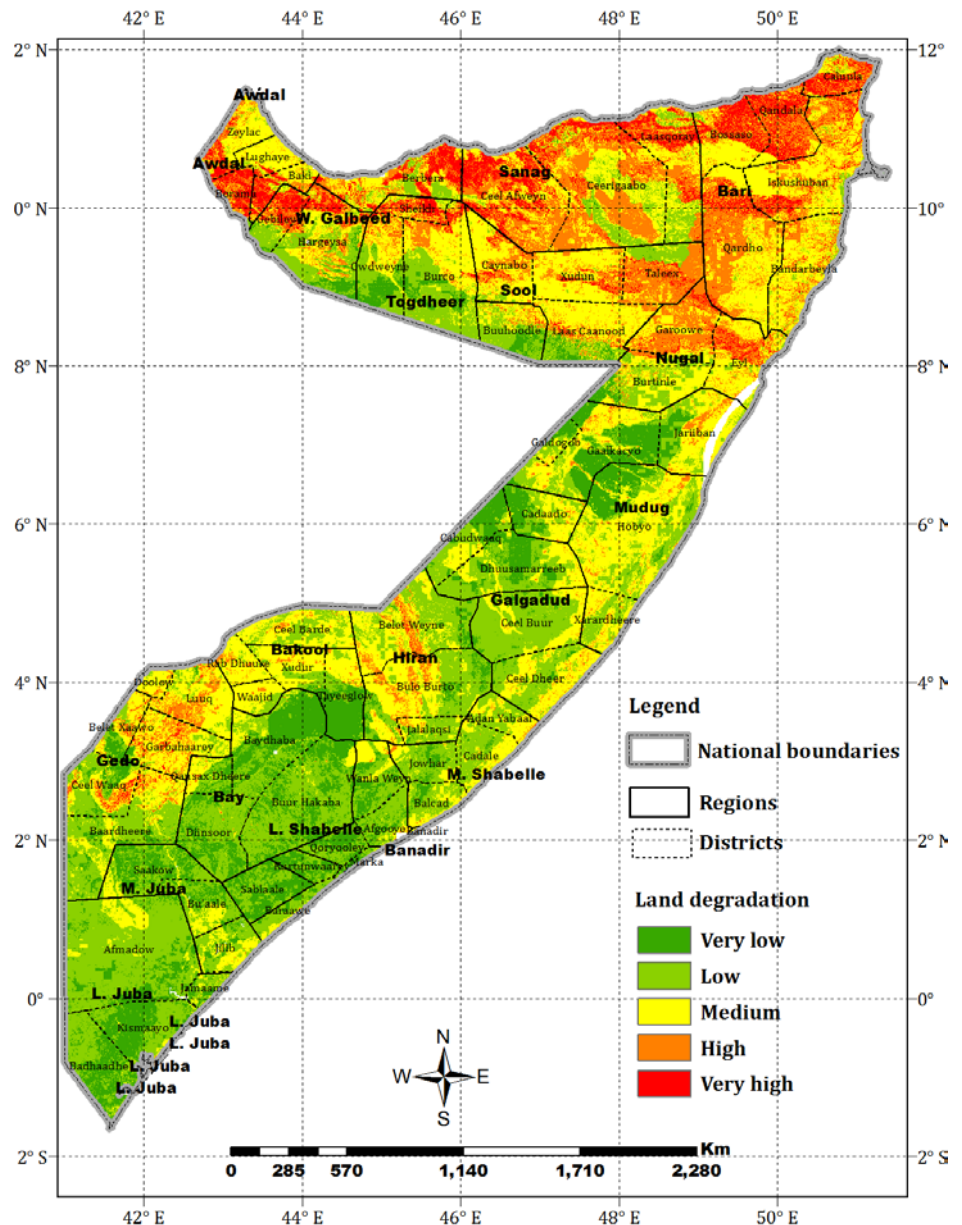 42° E 44° E 46° E 48° E 50° E
2° N
12°
Awdal
Caluula
Qandala
Zeylac
Laasqoray
Bossaso
Lughaye
Awdal
Baki
Berbera
Sanag
Ceerigaabo
Iskushuban
Borama
Ceel Afweyn
Bari
0° N
Sheikh
10°
Gebiley
W. Galbeed
Hargeysa
Qardho
Owdweyne
Burco
Caynabo
Xudun
Taleex
Bandarbeyla
Togdheer
Sool
Buuhoodle
Laas Caanood
Garoowe
8° N
Nugal
Eyl
8° N
Burtinle
Galdogob
Gaalkacyo
Jariiban
Mudug
Cadaado
6° N
Hobyo
6° N
Cabudwaaq
Dhuusamarreeb
Galgadud
Ceel Buur
Xarardheere
Ceel Barde
Belet Weyne
Bakool
Rab Dhuure
Xudur
Hiran
4° N
Doolow
Luuq
Waajid
Tayeeglow
Bulo Burto
Ceel Dheer
4° N
Belet Xaawo
Garbahaarey
Baydhaba
Jalalaqsi
Adan Yabaal
Gedo
Ceel Waaq
Qansax Dheere
Wanla Weyn
Jowhar
Cadale
M. Shabelle
Bay
Buur Hakaba
Balcad
2° N
Baardheere
Diinsoor
L. Shabelle
Afgooye
Banadir
2° N
Qoryooley
Banadir
Saakow
Kurtunwaarey
Marka
M. Juba
Sablaale
Bu'aale
Baraawe
Afmadow
Jilib
0°
L. Juba
Jamaame
0°
Kismaayo
L. Juba
L. Juba
Badhaadhe
L. Juba
L. Juba
2° S
2° S
Legend
National boundaries
Regions
Districts
Land degradation
Very low
Low
Medium
High
Very high
N
W E
S
Km
0 285 570 1,140 1,710 2,280
42° E 44° E 46° E 48° E 50° E